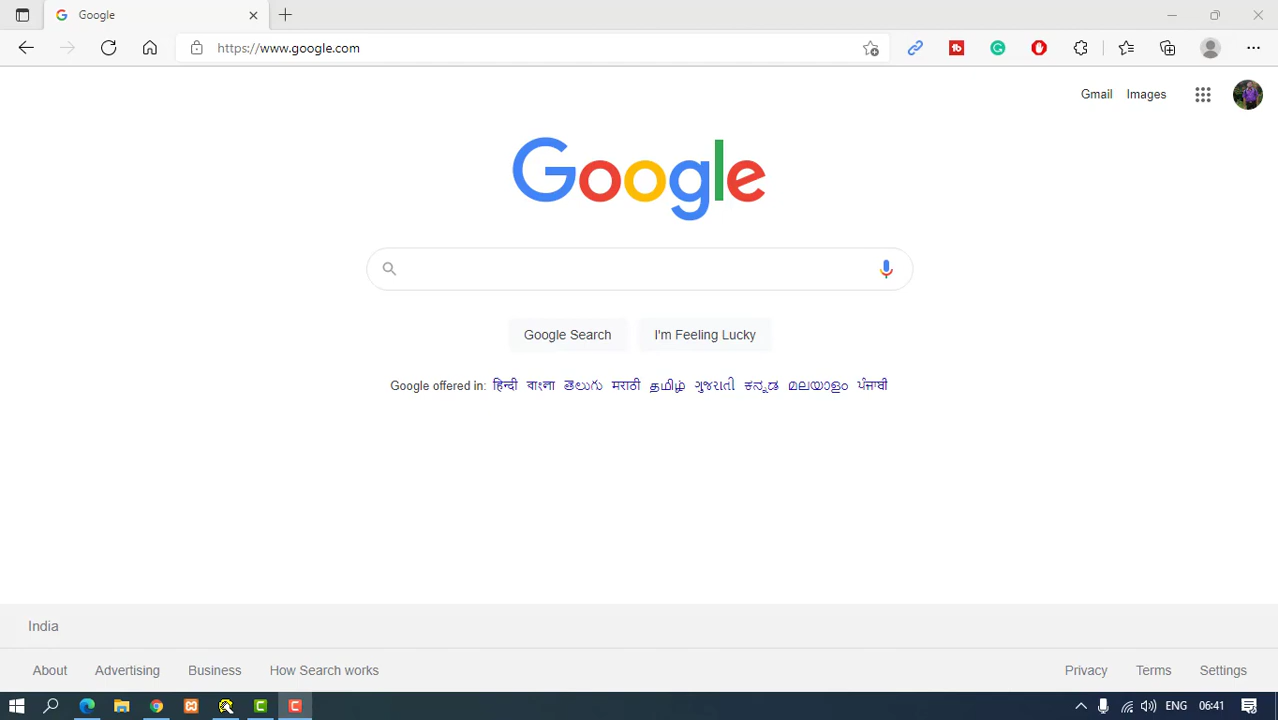 Google
https://www.google.com
Gmail Images
Google
Google Search I'm Feeling Lucky
Google offered in: हिन्दी বাংলা తెలుగు मराठी தமிழ் ગુજરાતી ಕನ್ನಡ മലയാളം ਪੰਜਾਬੀ
India
About Advertising Business How Search works Privacy Terms Settings
ENG 06:41